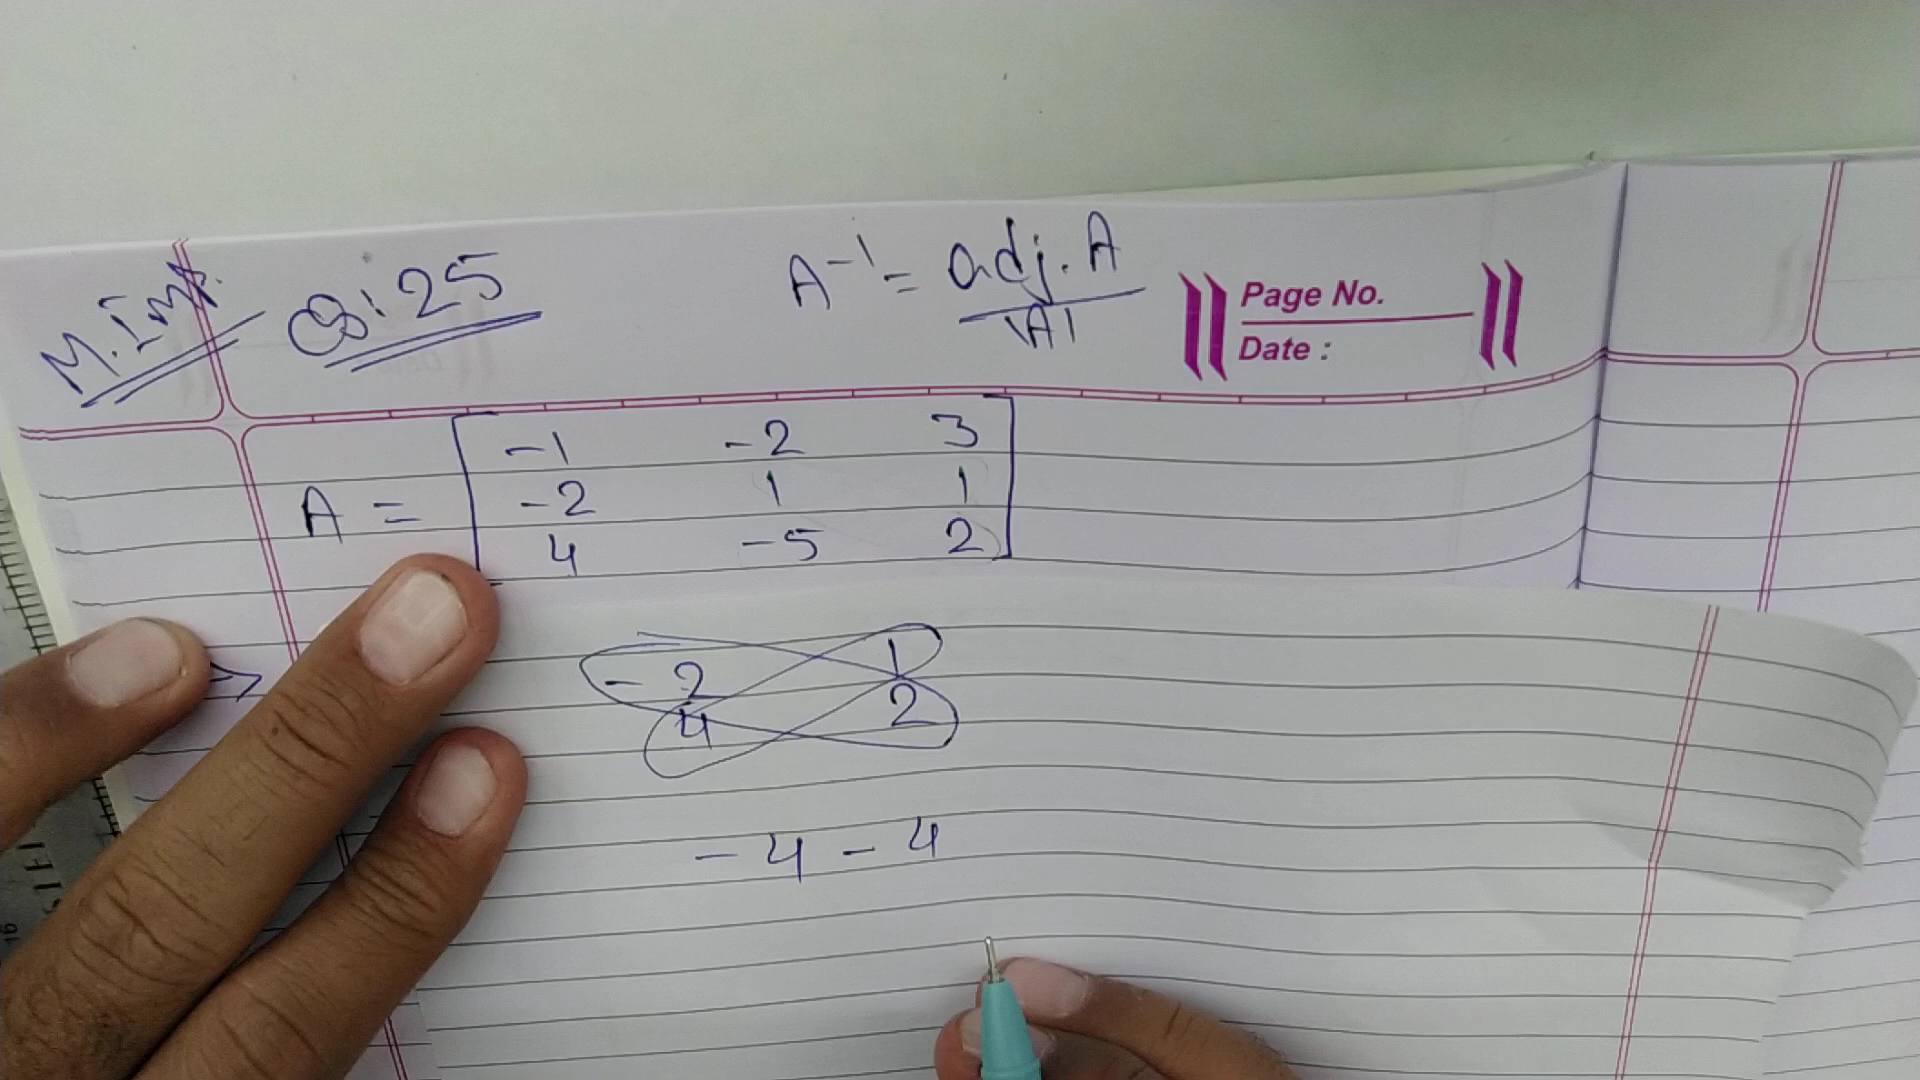 M.Imp. Q:25
A⁻¹ = adj.A / |A|
Page No.
Date :
A = [ -1 -2 3
-2 1 1
4 -5 2 ]
→
-2 1
4 2
-4 - 4